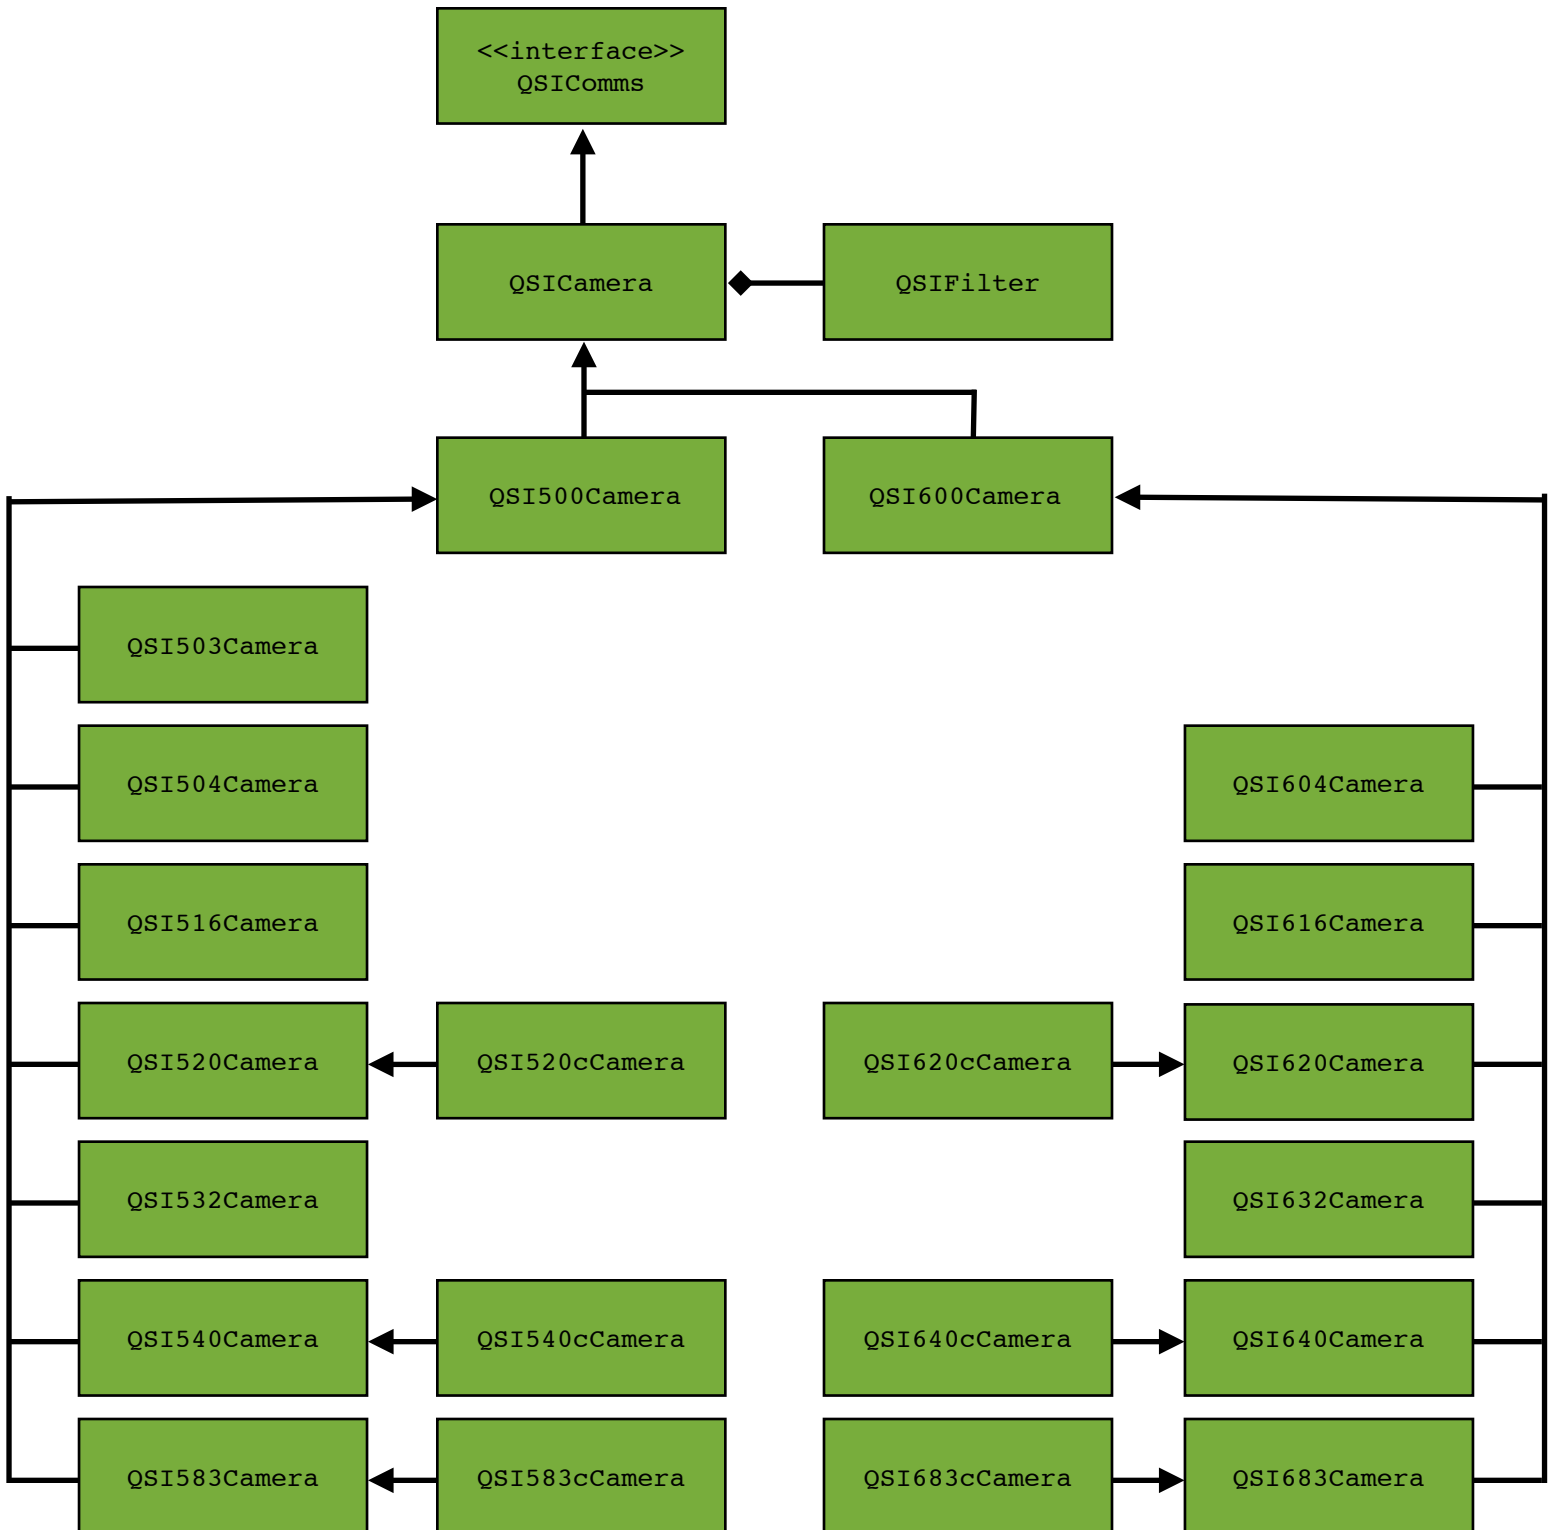 <<interface>>
QSIComms
QSICamera
QSIFilter
QSI500Camera
QSI600Camera
QSI503Camera
QSI504Camera
QSI604Camera
QSI516Camera
QSI616Camera
QSI520Camera
QSI520cCamera
QSI620cCamera
QSI620Camera
QSI532Camera
QSI632Camera
QSI540Camera
QSI540cCamera
QSI640cCamera
QSI640Camera
QSI583Camera
QSI583cCamera
QSI683cCamera
QSI683Camera